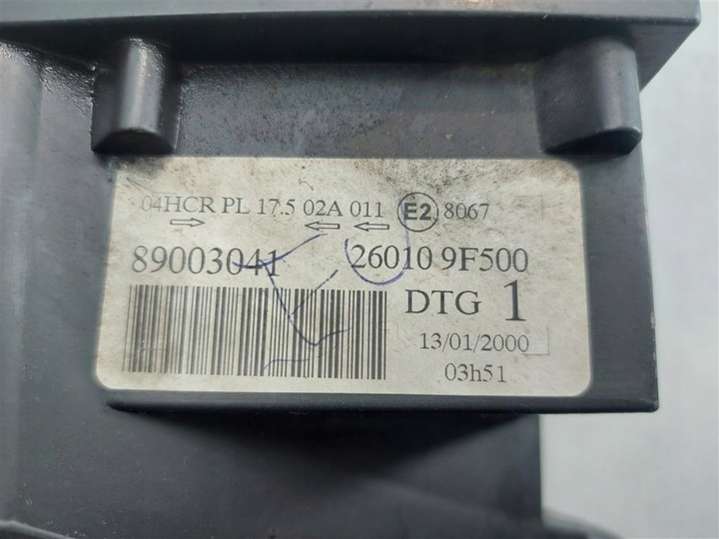 04HCR PL 17.5 02A 011 E2 8067
89003041 26010 9F500
DTG 1
13/01/2000
03h51